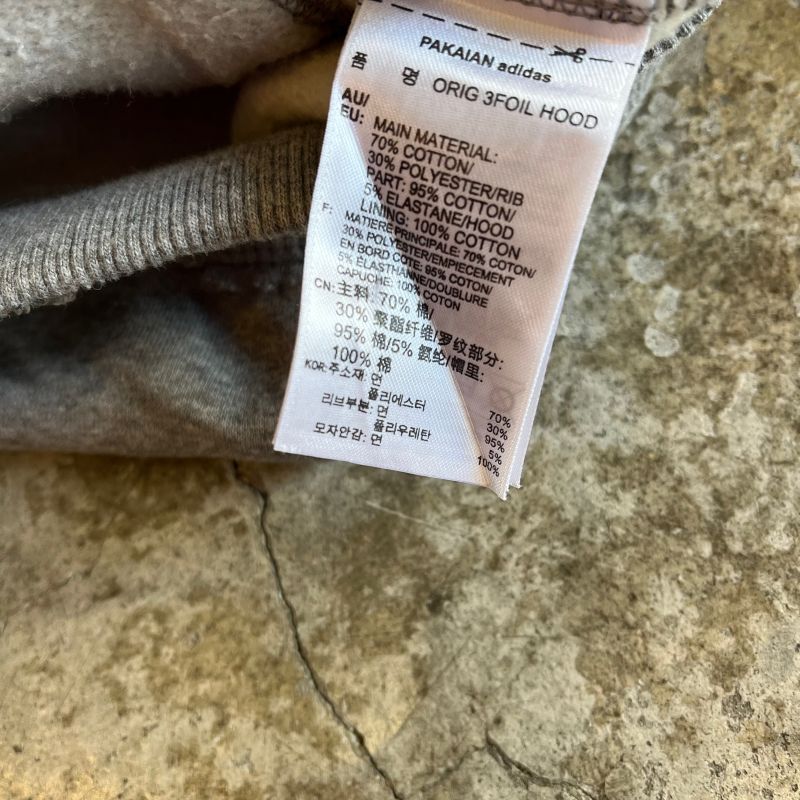 PAKAIAN adidas
품 명 ORIG 3FOIL HOOD
AU/
EU: MAIN MATERIAL:
70% COTTON/
30% POLYESTER/RIB
PART: 95% COTTON/
5% ELASTANE/HOOD
LINING: 100% COTTON
F: MATIERE PRINCIPALE: 70% COTON/
30% POLYESTER/EMPIECEMENT
EN BORD COTE: 95% COTON/
5% ELASTHANNE/DOUBLURE
CAPUCHE: 100% COTON
CN: 主料: 70% 棉/
30% 聚酯纤维/罗纹部分:
95% 棉/5% 氨纶/帽里:
100% 棉
KOR: 주소재: 면 70%
폴리에스터 30%
리브부분: 면 95%
폴리우레탄 5%
모자안감: 면 100%